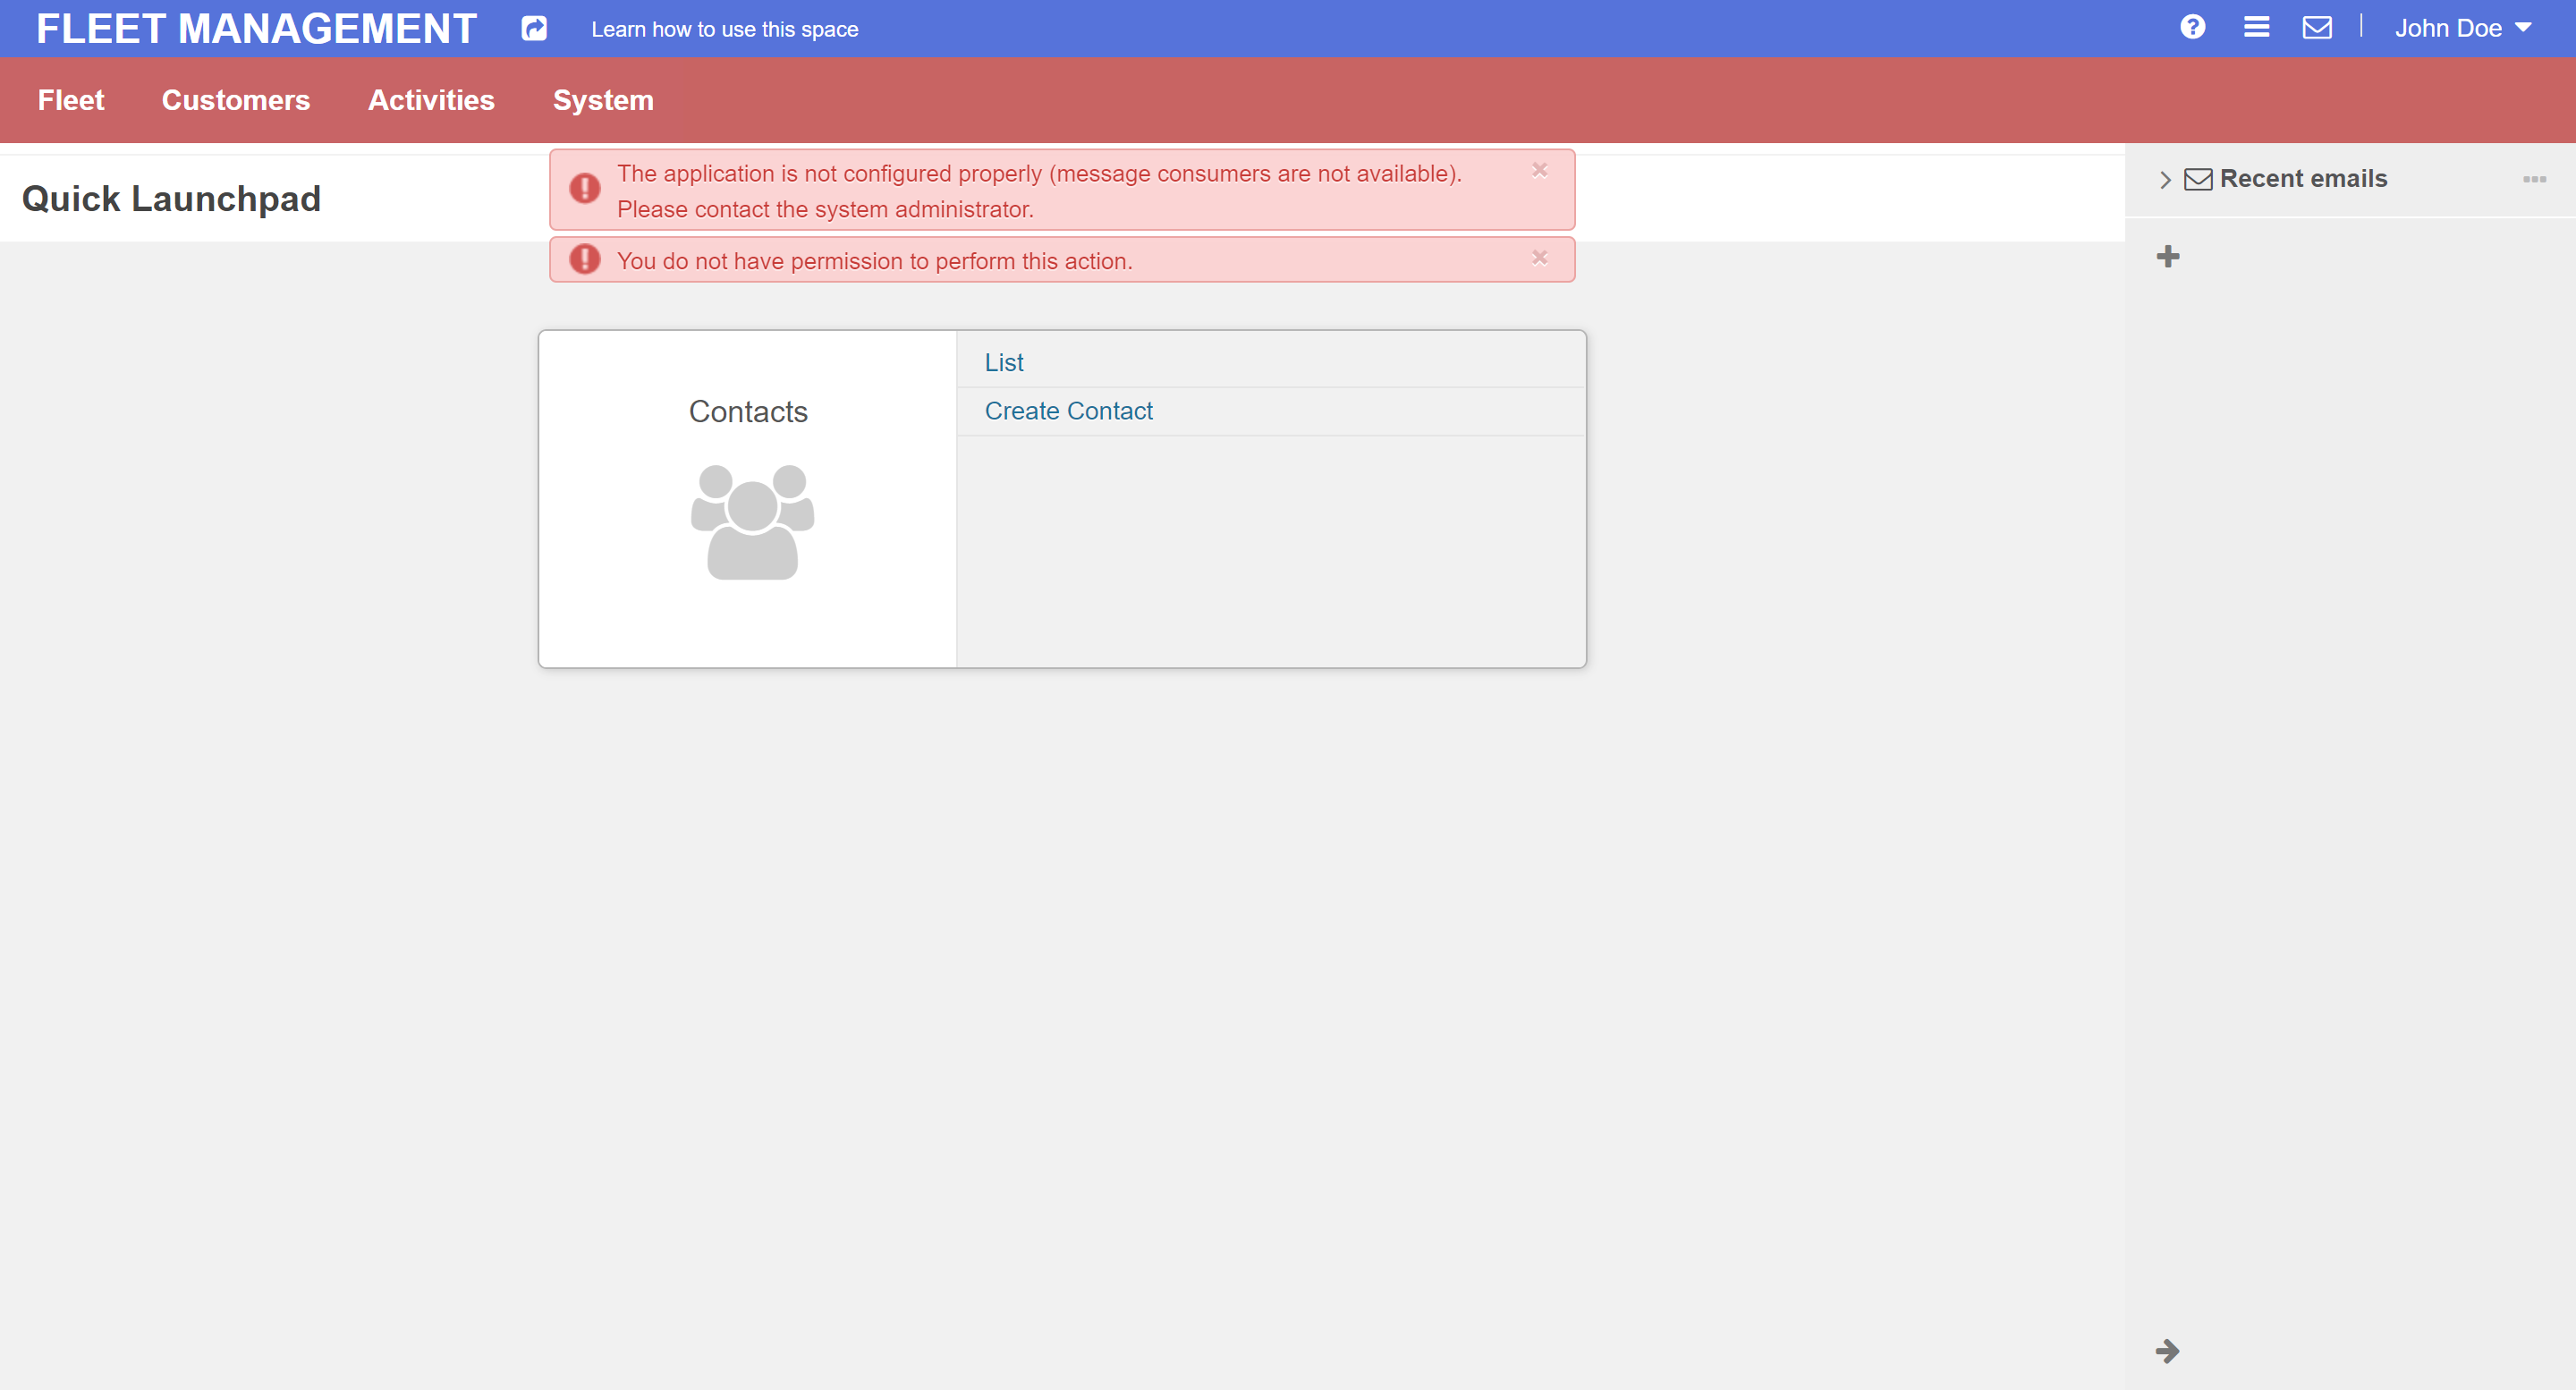 FLEET MANAGEMENT
Learn how to use this space
John Doe
Fleet
Customers
Activities
System
Quick Launchpad
The application is not configured properly (message consumers are not available).
Please contact the system administrator.
You do not have permission to perform this action.
Recent emails
Contacts
List
Create Contact